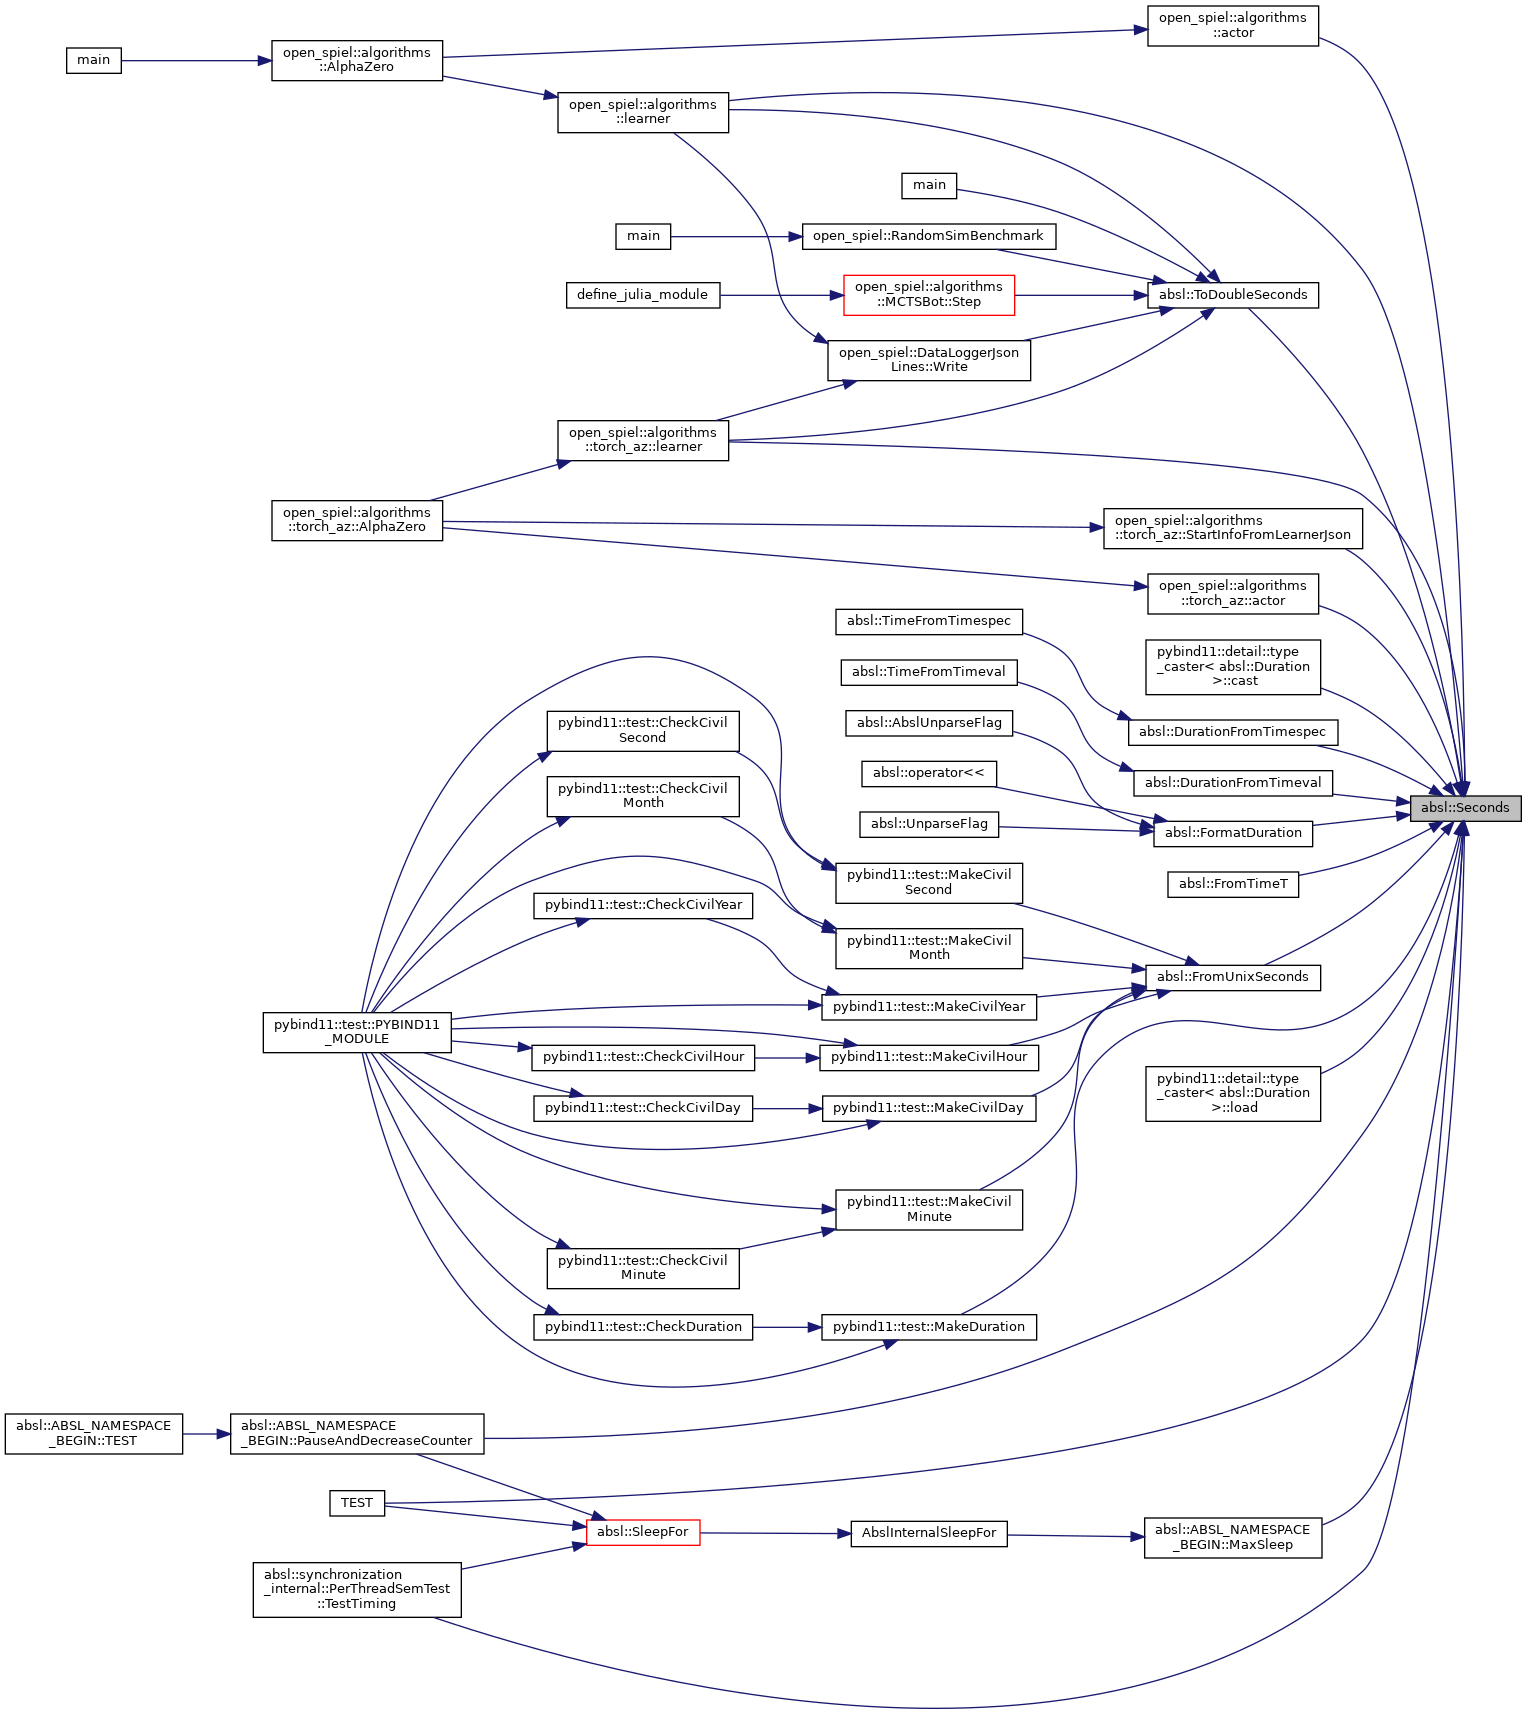 open_spiel::algorithms
::actor
open_spiel::algorithms
::AlphaZero
main
open_spiel::algorithms
::learner
main
main
open_spiel::RandomSimBenchmark
define_julia_module
open_spiel::algorithms
::MCTSBot::Step
absl::ToDoubleSeconds
open_spiel::DataLoggerJson
Lines::Write
open_spiel::algorithms
::torch_az::learner
open_spiel::algorithms
::torch_az::AlphaZero
open_spiel::algorithms
::torch_az::StartInfoFromLearnerJson
open_spiel::algorithms
::torch_az::actor
absl::TimeFromTimespec
pybind11::detail::type
_caster< absl::Duration
>::cast
absl::TimeFromTimeval
absl::AbslUnparseFlag
absl::DurationFromTimespec
pybind11::test::CheckCivil
Second
absl::operator<<
absl::DurationFromTimeval
pybind11::test::CheckCivil
Month
absl::Seconds
absl::UnparseFlag
absl::FormatDuration
pybind11::test::MakeCivil
Second
absl::FromTimeT
pybind11::test::CheckCivilYear
pybind11::test::MakeCivil
Month
absl::FromUnixSeconds
pybind11::test::MakeCivilYear
pybind11::test::PYBIND11
_MODULE
pybind11::test::CheckCivilHour
pybind11::test::MakeCivilHour
pybind11::detail::type
_caster< absl::Duration
>::load
pybind11::test::CheckCivilDay
pybind11::test::MakeCivilDay
pybind11::test::MakeCivil
Minute
pybind11::test::CheckCivil
Minute
pybind11::test::CheckDuration
pybind11::test::MakeDuration
absl::ABSL_NAMESPACE
_BEGIN::TEST
absl::ABSL_NAMESPACE
_BEGIN::PauseAndDecreaseCounter
TEST
absl::SleepFor
AbslInternalSleepFor
absl::ABSL_NAMESPACE
_BEGIN::MaxSleep
absl::synchronization
_internal::PerThreadSemTest
::TestTiming